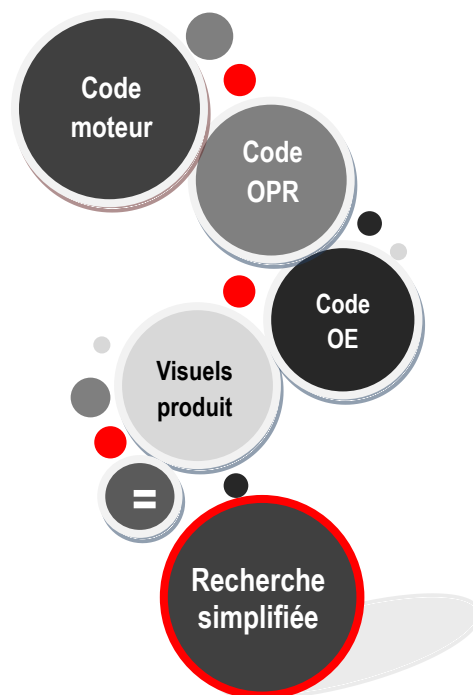 Code
moteur
Code
OPR
Code
OE
Visuels
produit
=
Recherche
simplifiée